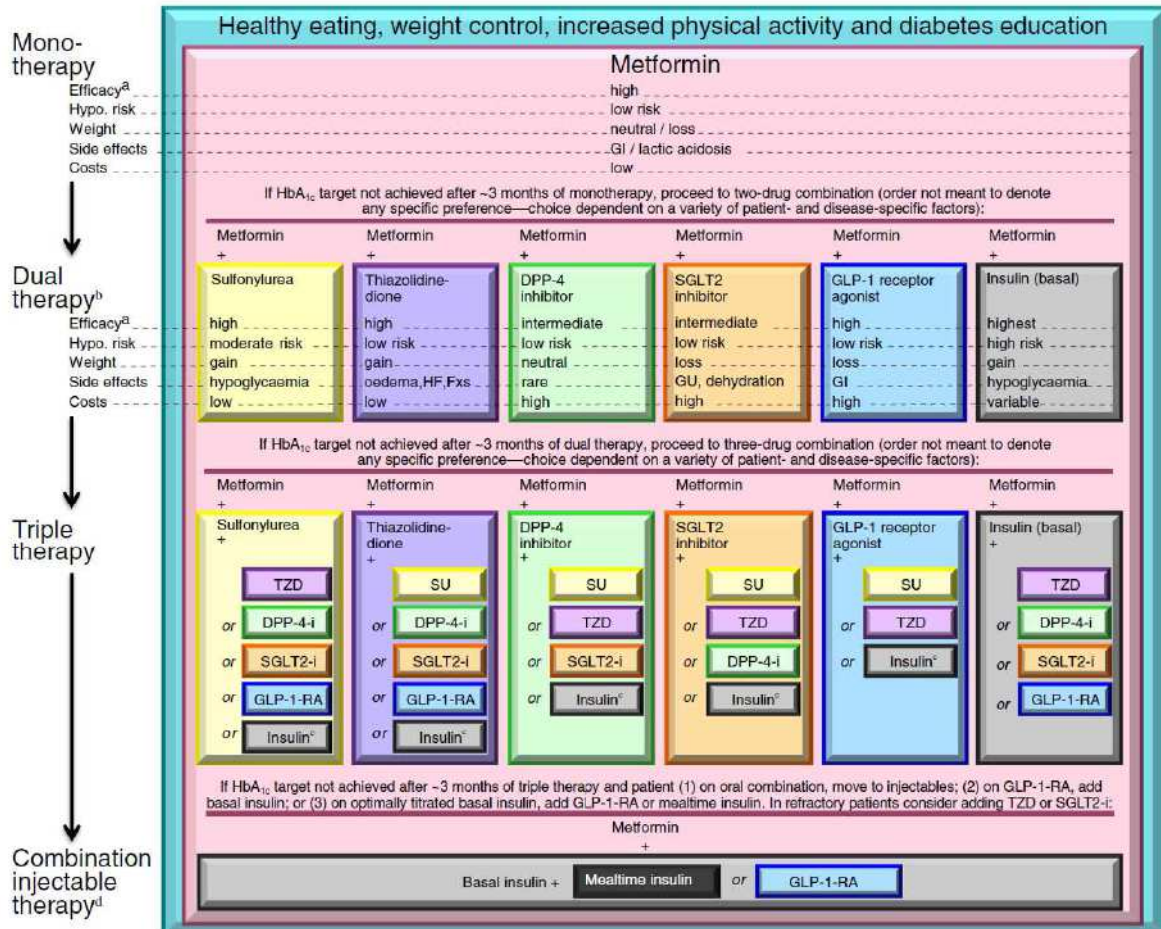 Healthy eating, weight control, increased physical activity and diabetes education
Mono-
therapy
Metformin
Efficacyᵃ high
Hypo. risk low risk
Weight neutral / loss
Side effects GI / lactic acidosis
Costs low
If HbA₁c target not achieved after ~3 months of monotherapy, proceed to two-drug combination (order not meant to denote
any specific preference—choice dependent on a variety of patient- and disease-specific factors):
Metformin Metformin Metformin Metformin Metformin Metformin
+ + + + + +
Dual
therapyᵇ
Sulfonylurea Thiazolidine- DPP-4 SGLT2 GLP-1 receptor Insulin (basal)
dione inhibitor inhibitor agonist
Efficacyᵃ high high intermediate intermediate high highest
Hypo. risk moderate risk low risk low risk low risk low risk high risk
Weight gain gain neutral loss loss gain
Side effects hypoglycaemia oedema,HF,Fxs rare GU, dehydration GI hypoglycaemia
Costs low low high high high variable
If HbA₁c target not achieved after ~3 months of dual therapy, proceed to three-drug combination (order not meant to denote
any specific preference—choice dependent on a variety of patient- and disease-specific factors):
Metformin Metformin Metformin Metformin Metformin Metformin
+ + + + + +
Triple
therapy
Sulfonylurea Thiazolidine- DPP-4 SGLT2 GLP-1 receptor Insulin (basal)
+ dione inhibitor inhibitor agonist +
+ + + +
TZD SU SU SU SU TZD
or DPP-4-i or DPP-4-i or TZD or TZD or TZD or DPP-4-i
or SGLT2-i or SGLT2-i or SGLT2-i or DPP-4-i or Insulinᶜ or SGLT2-i
or GLP-1-RA or GLP-1-RA or Insulinᶜ or Insulinᶜ or GLP-1-RA
or Insulinᶜ or Insulinᶜ
If HbA₁c target not achieved after ~3 months of triple therapy and patient (1) on oral combination, move to injectables; (2) on GLP-1-RA, add
basal insulin; or (3) on optimally titrated basal insulin, add GLP-1-RA or mealtime insulin. In refractory patients consider adding TZD or SGLT2-i:
Metformin
+
Combination
injectable
therapyᵈ
Basal insulin + Mealtime insulin or GLP-1-RA